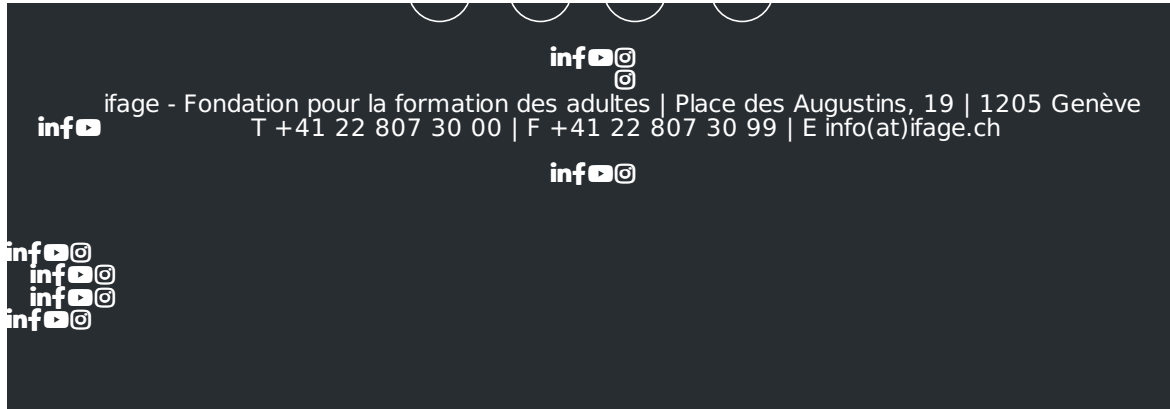 ifage - Fondation pour la formation des adultes | Place des Augustins, 19 | 1205 Genève
T +41 22 807 30 00 | F +41 22 807 30 99 | E info(at)ifage.ch